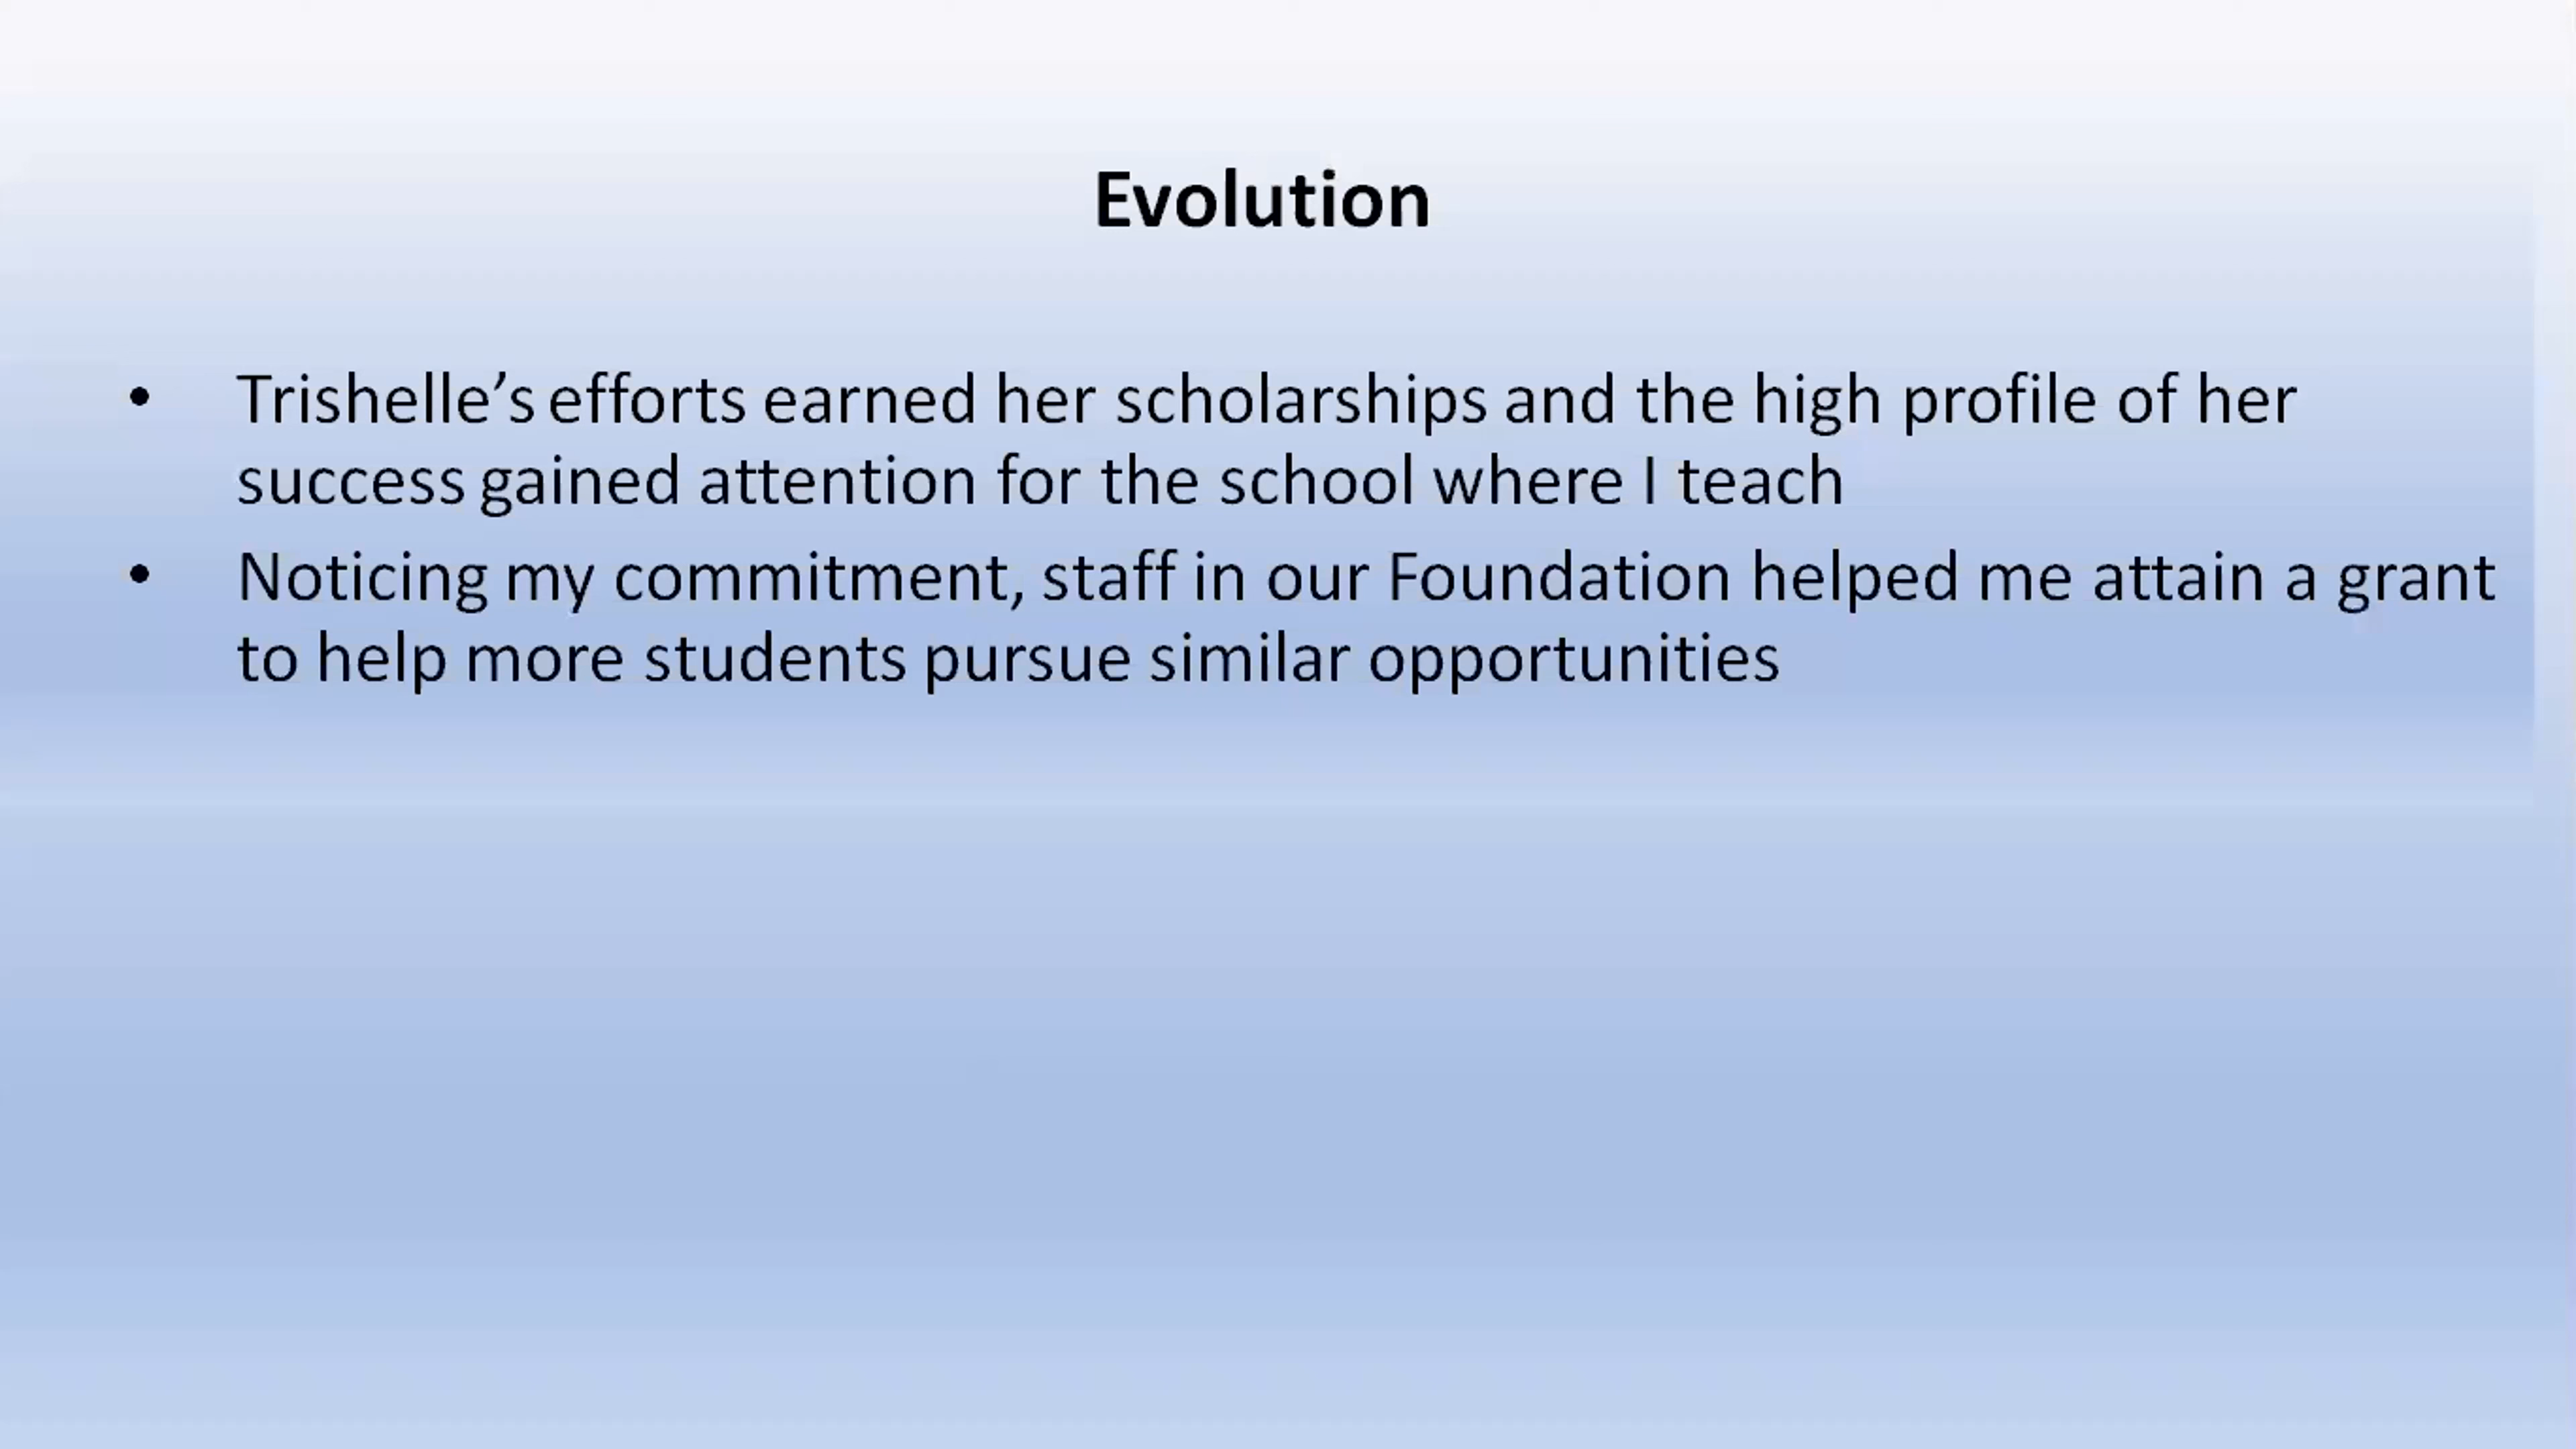 Evolution
• Trishelle’s efforts earned her scholarships and the high profile of her
success gained attention for the school where I teach
• Noticing my commitment, staff in our Foundation helped me attain a grant
to help more students pursue similar opportunities